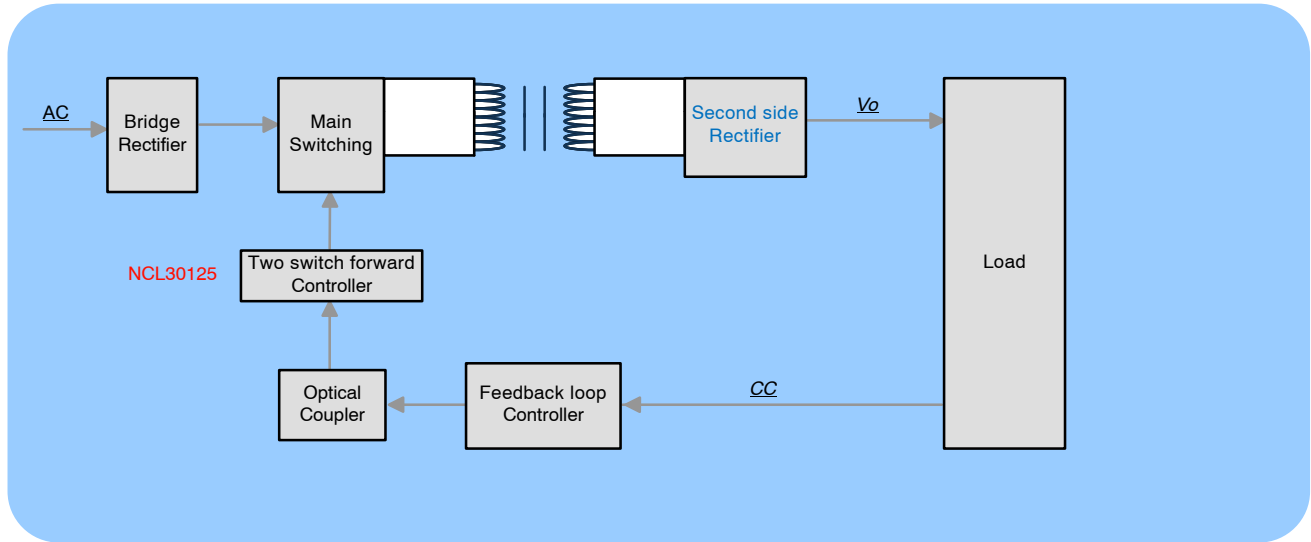 AC
Bridge
Rectifier
Main
Switching
Second side
Rectifier
Vo
Load
NCL30125
Two switch forward
Controller
Optical
Coupler
Feedback loop
Controller
CC